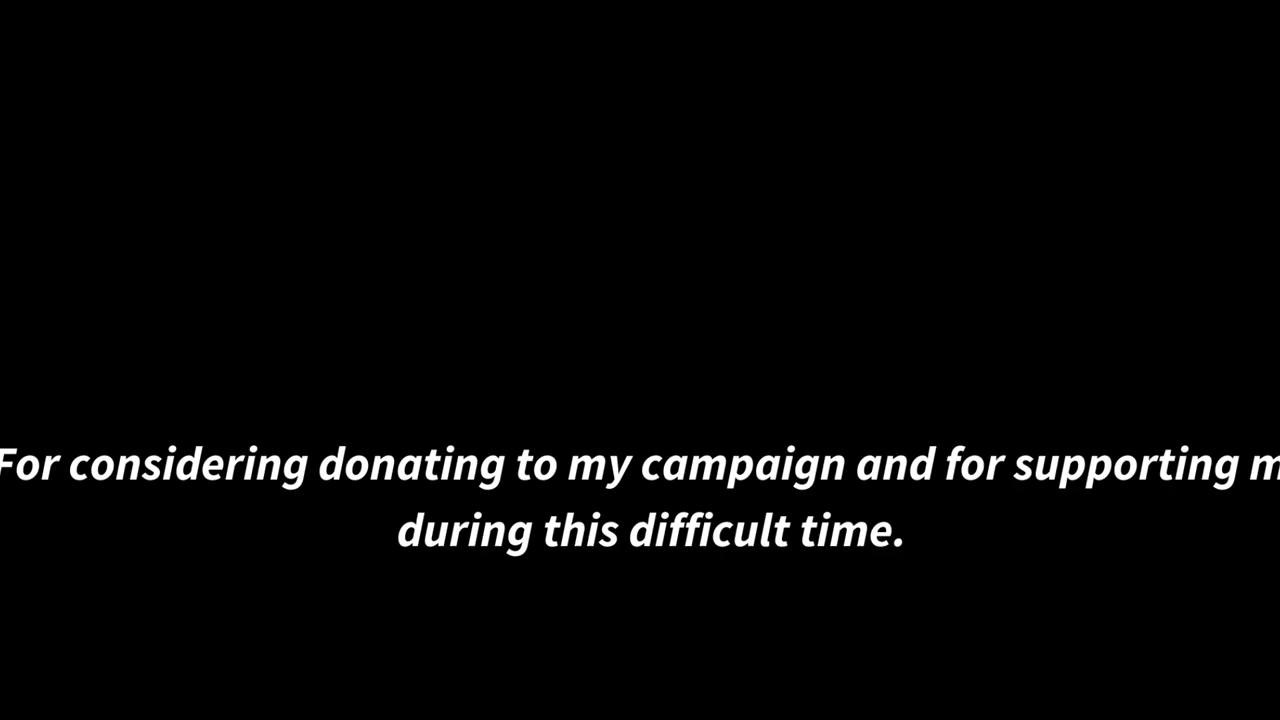 For considering donating to my campaign and for supporting m
during this difficult time.